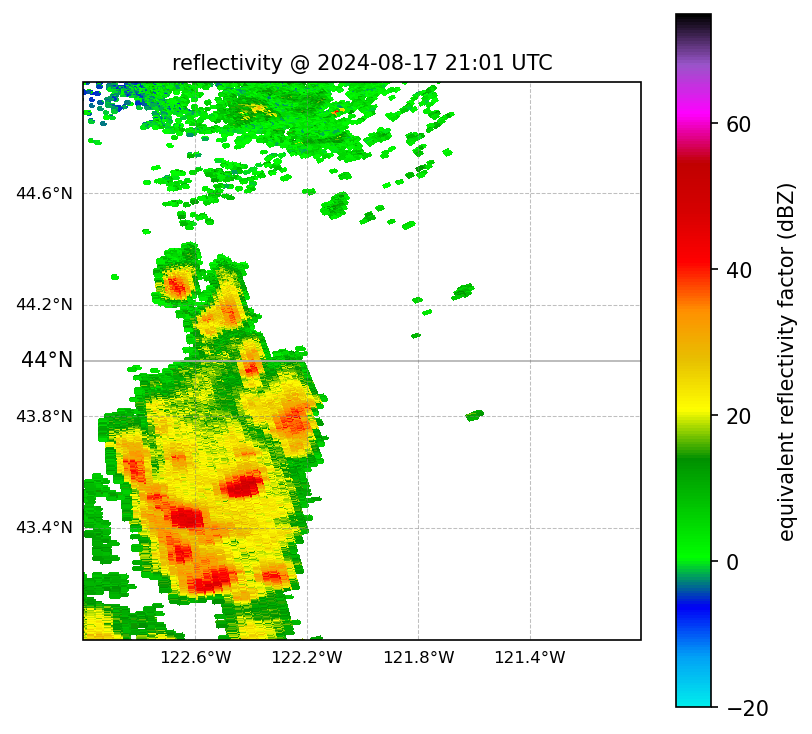 reflectivity @ 2024-08-17 21:01 UTC
60
40
20
0
−20
equivalent reflectivity factor (dBZ)
44.6°N
44.2°N
44°N
43.8°N
43.4°N
122.6°W
122.2°W
121.8°W
121.4°W